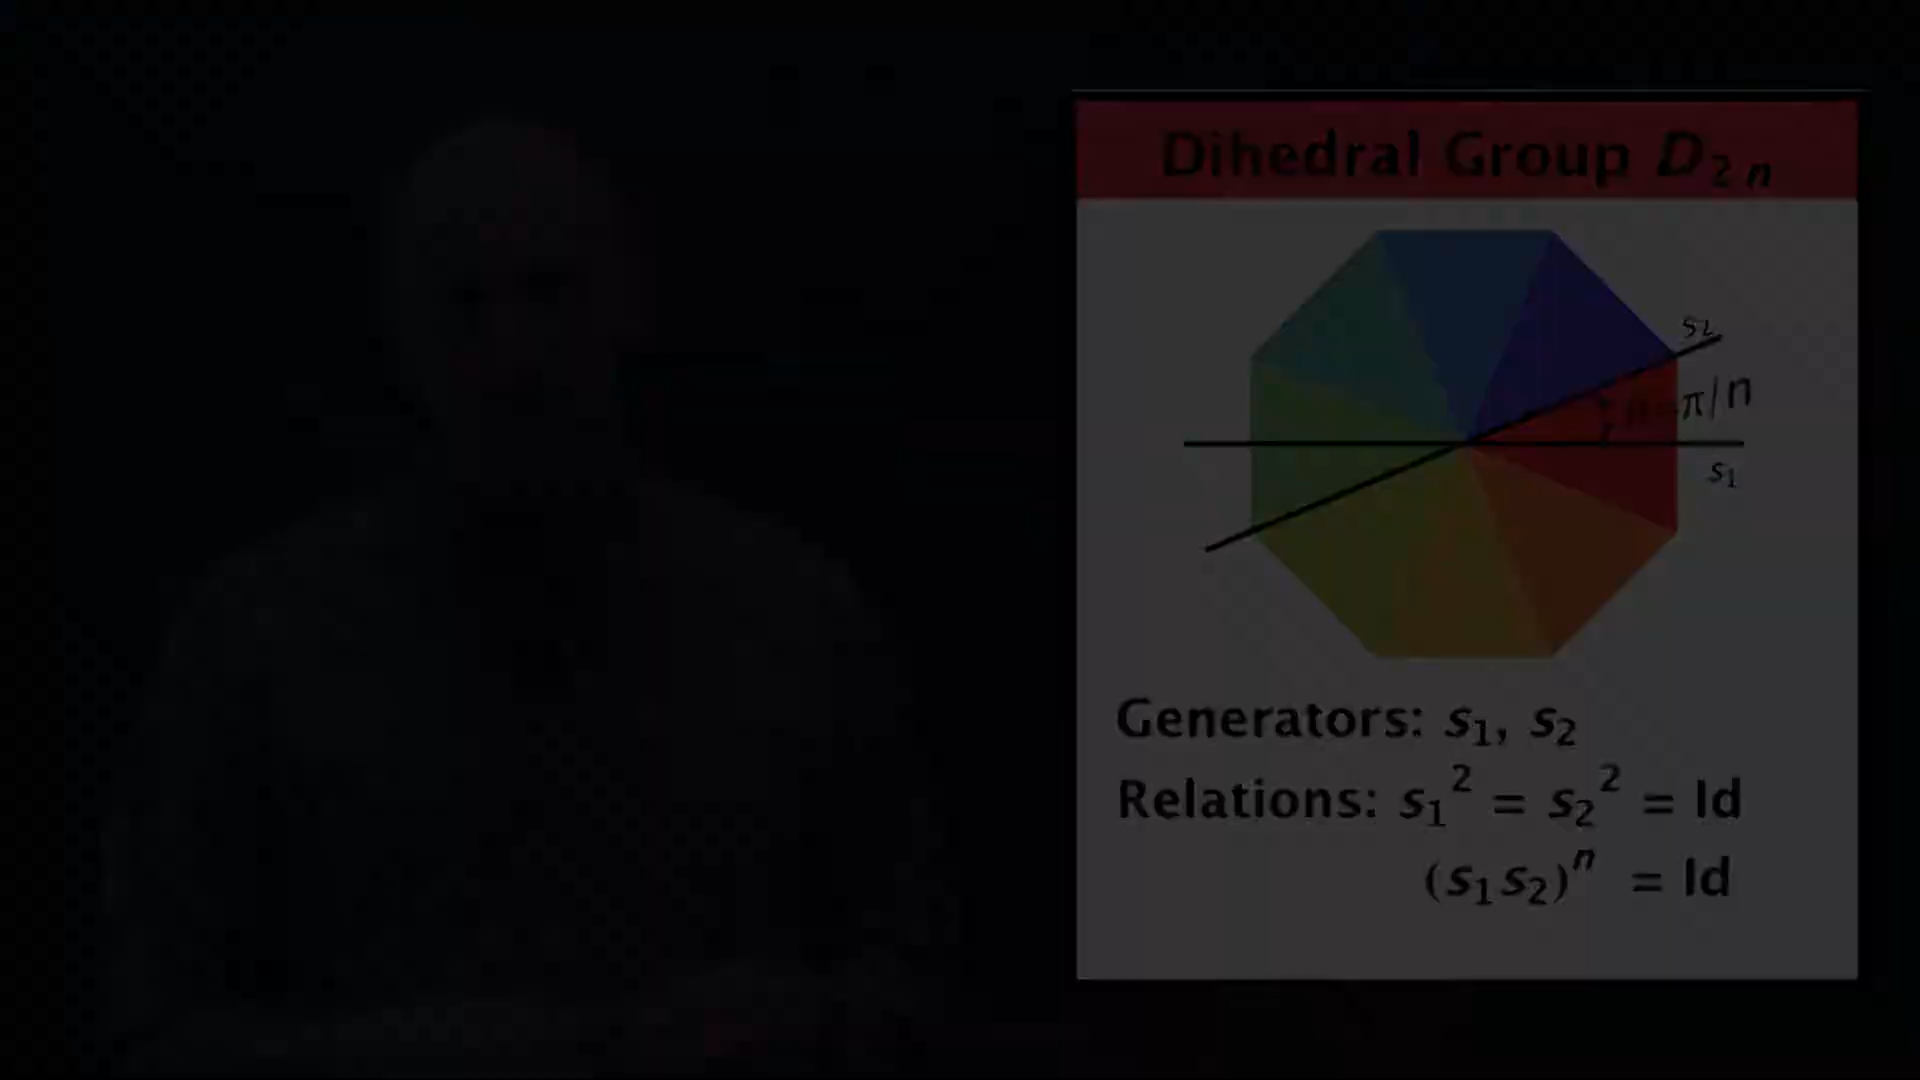 Dihedral Group D₂ₙ
s₂
π/n
s₁
Generators: s₁, s₂
Relations: s₁² = s₂² = Id
(s₁s₂)ⁿ = Id